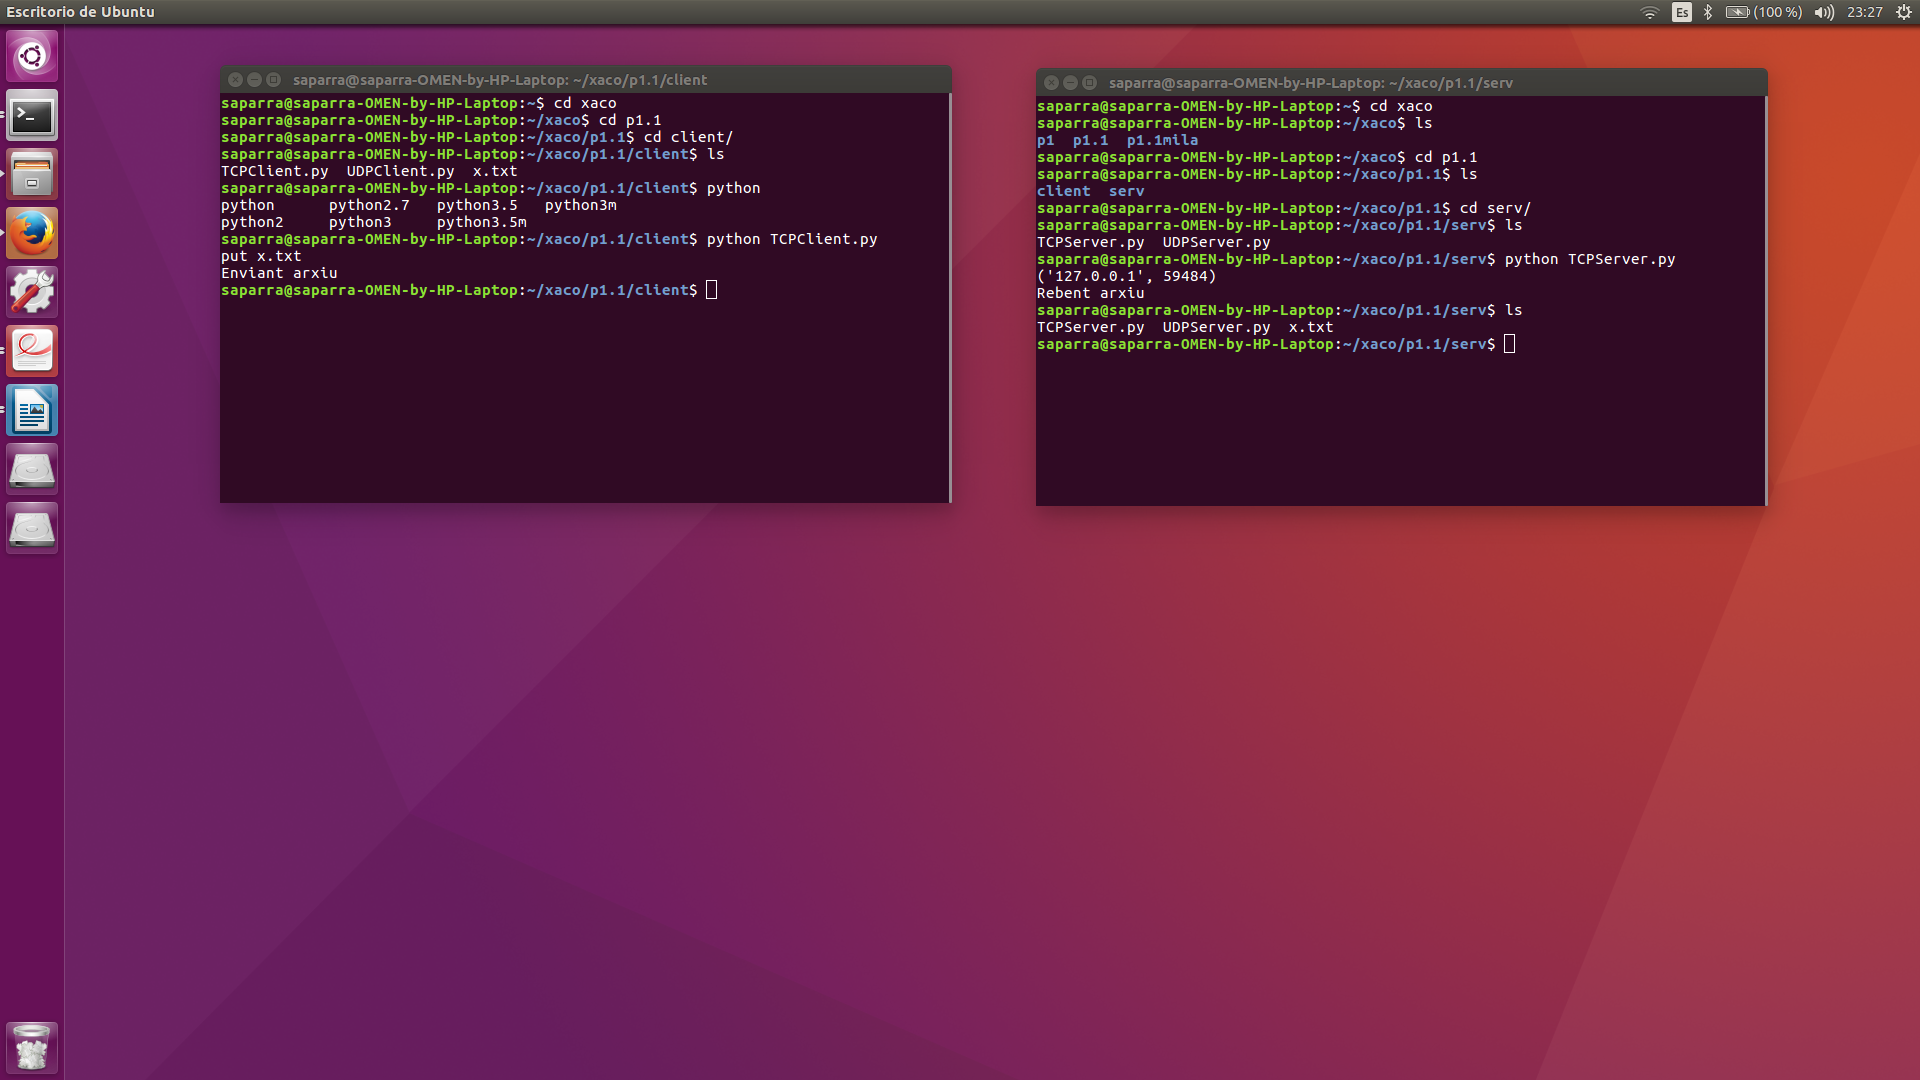 Escritorio de Ubuntu
Es
(100 %)
23:27
saparra@saparra-OMEN-by-HP-Laptop: ~/xaco/p1.1/client
saparra@saparra-OMEN-by-HP-Laptop:~$ cd xaco
saparra@saparra-OMEN-by-HP-Laptop:~/xaco$ cd p1.1
saparra@saparra-OMEN-by-HP-Laptop:~/xaco/p1.1$ cd client/
saparra@saparra-OMEN-by-HP-Laptop:~/xaco/p1.1/client$ ls
TCPClient.py  UDPClient.py  x.txt
saparra@saparra-OMEN-by-HP-Laptop:~/xaco/p1.1/client$ python
python      python2.7   python3.5   python3m
python2     python3     python3.5m
saparra@saparra-OMEN-by-HP-Laptop:~/xaco/p1.1/client$ python TCPClient.py
put x.txt
Enviant arxiu
saparra@saparra-OMEN-by-HP-Laptop:~/xaco/p1.1/client$
saparra@saparra-OMEN-by-HP-Laptop: ~/xaco/p1.1/serv
saparra@saparra-OMEN-by-HP-Laptop:~$ cd xaco
saparra@saparra-OMEN-by-HP-Laptop:~/xaco$ ls
p1  p1.1  p1.1mila
saparra@saparra-OMEN-by-HP-Laptop:~/xaco$ cd p1.1
saparra@saparra-OMEN-by-HP-Laptop:~/xaco/p1.1$ ls
client  serv
saparra@saparra-OMEN-by-HP-Laptop:~/xaco/p1.1$ cd serv/
saparra@saparra-OMEN-by-HP-Laptop:~/xaco/p1.1/serv$ ls
TCPServer.py  UDPServer.py
saparra@saparra-OMEN-by-HP-Laptop:~/xaco/p1.1/serv$ python TCPServer.py
('127.0.0.1', 59484)
Rebent arxiu
saparra@saparra-OMEN-by-HP-Laptop:~/xaco/p1.1/serv$ ls
TCPServer.py  UDPServer.py  x.txt
saparra@saparra-OMEN-by-HP-Laptop:~/xaco/p1.1/serv$